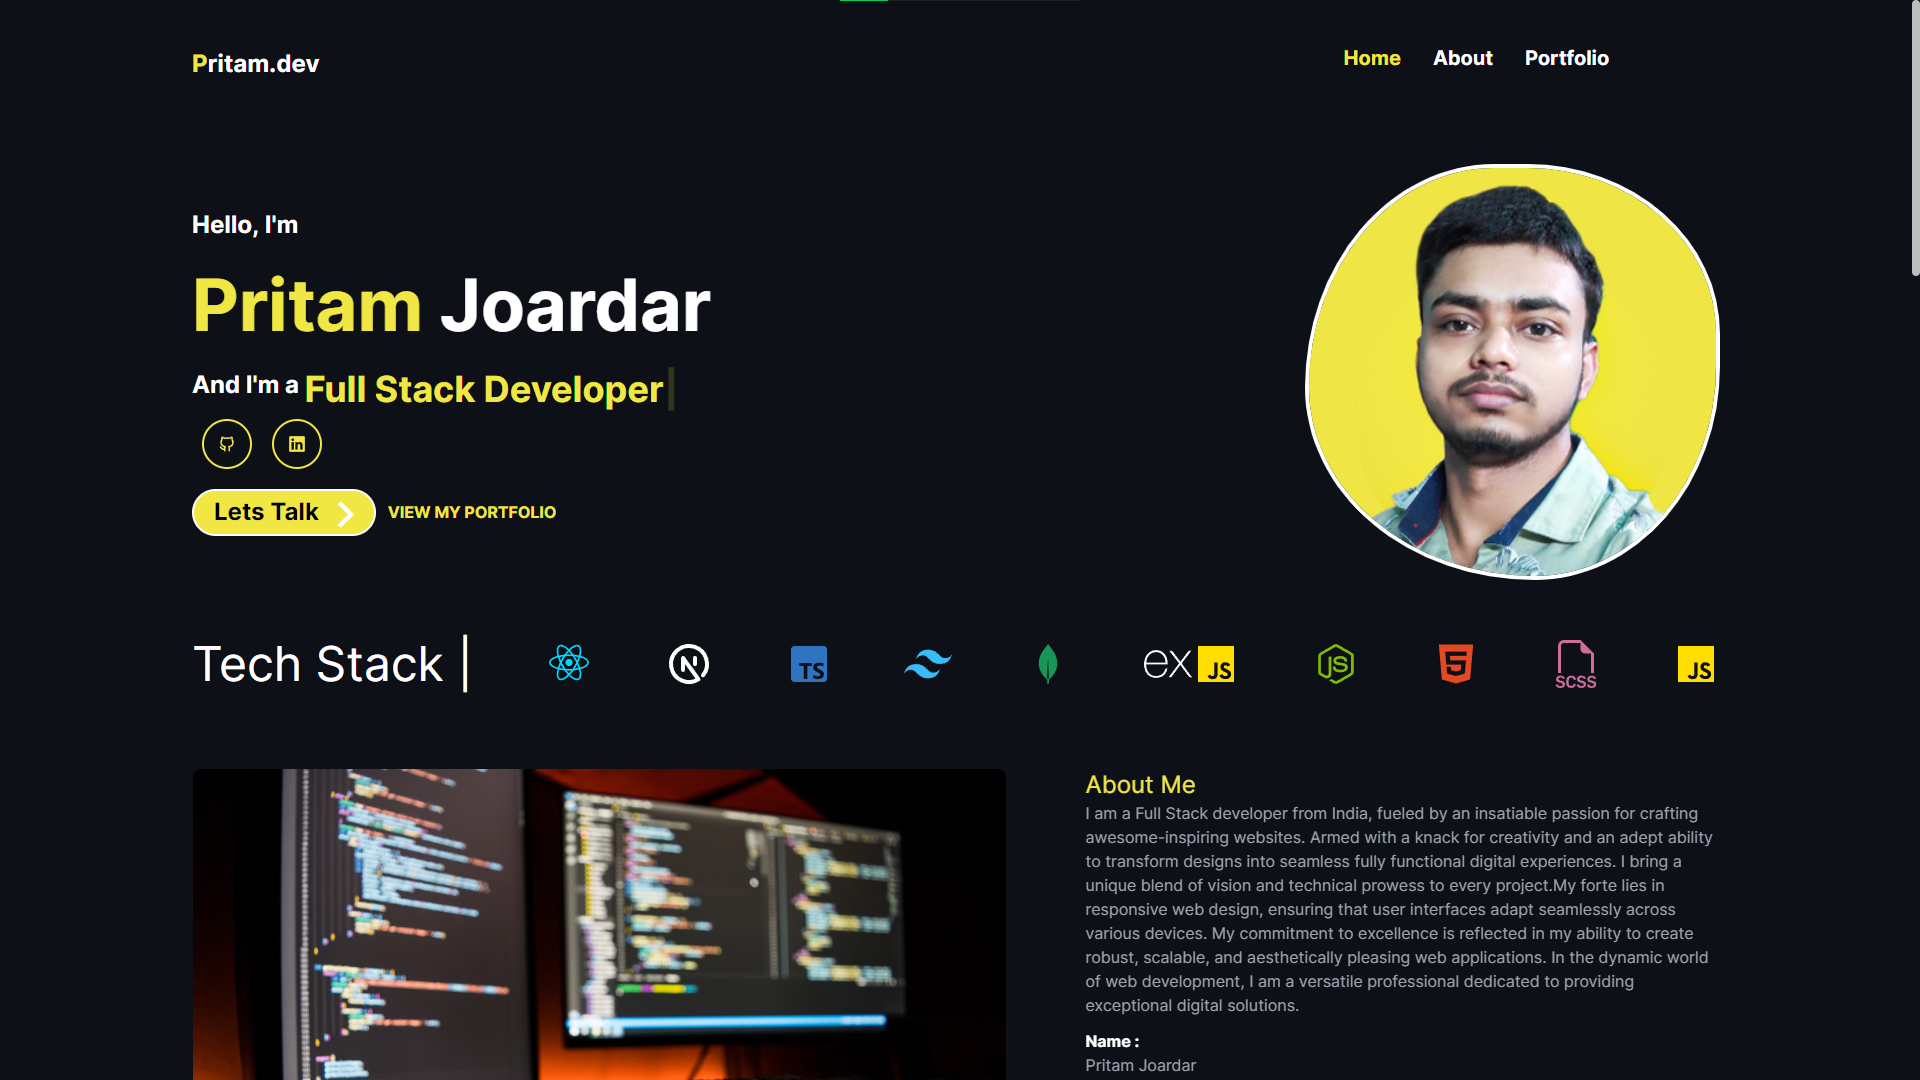 Pritam.dev
Home About Portfolio
Hello, I'm
Pritam Joardar
And I'm a Full Stack Developer
Lets Talk
VIEW MY PORTFOLIO
Tech Stack |
N
TS
ex JS
JS
5
SCSS
JS
About Me
I am a Full Stack developer from India, fueled by an insatiable passion for crafting
awesome-inspiring websites. Armed with a knack for creativity and an adept ability
to transform designs into seamless fully functional digital experiences. I bring a
unique blend of vision and technical prowess to every project.My forte lies in
responsive web design, ensuring that user interfaces adapt seamlessly across
various devices. My commitment to excellence is reflected in my ability to create
robust, scalable, and aesthetically pleasing web applications. In the dynamic world
of web development, I am a versatile professional dedicated to providing
exceptional digital solutions.
Name :
Pritam Joardar